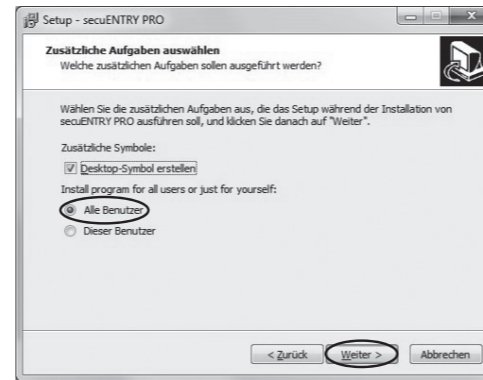 Setup - secuENTRY PRO
Zusätzliche Aufgaben auswählen
Welche zusätzlichen Aufgaben sollen ausgeführt werden?
Wählen Sie die zusätzlichen Aufgaben aus, die das Setup während der Installation von
secuENTRY PRO ausführen soll, und klicken Sie danach auf "Weiter".
Zusätzliche Symbole:
Desktop-Symbol erstellen
Install program for all users or just for yourself:
Alle Benutzer
Dieser Benutzer
< Zurück Weiter > Abbrechen